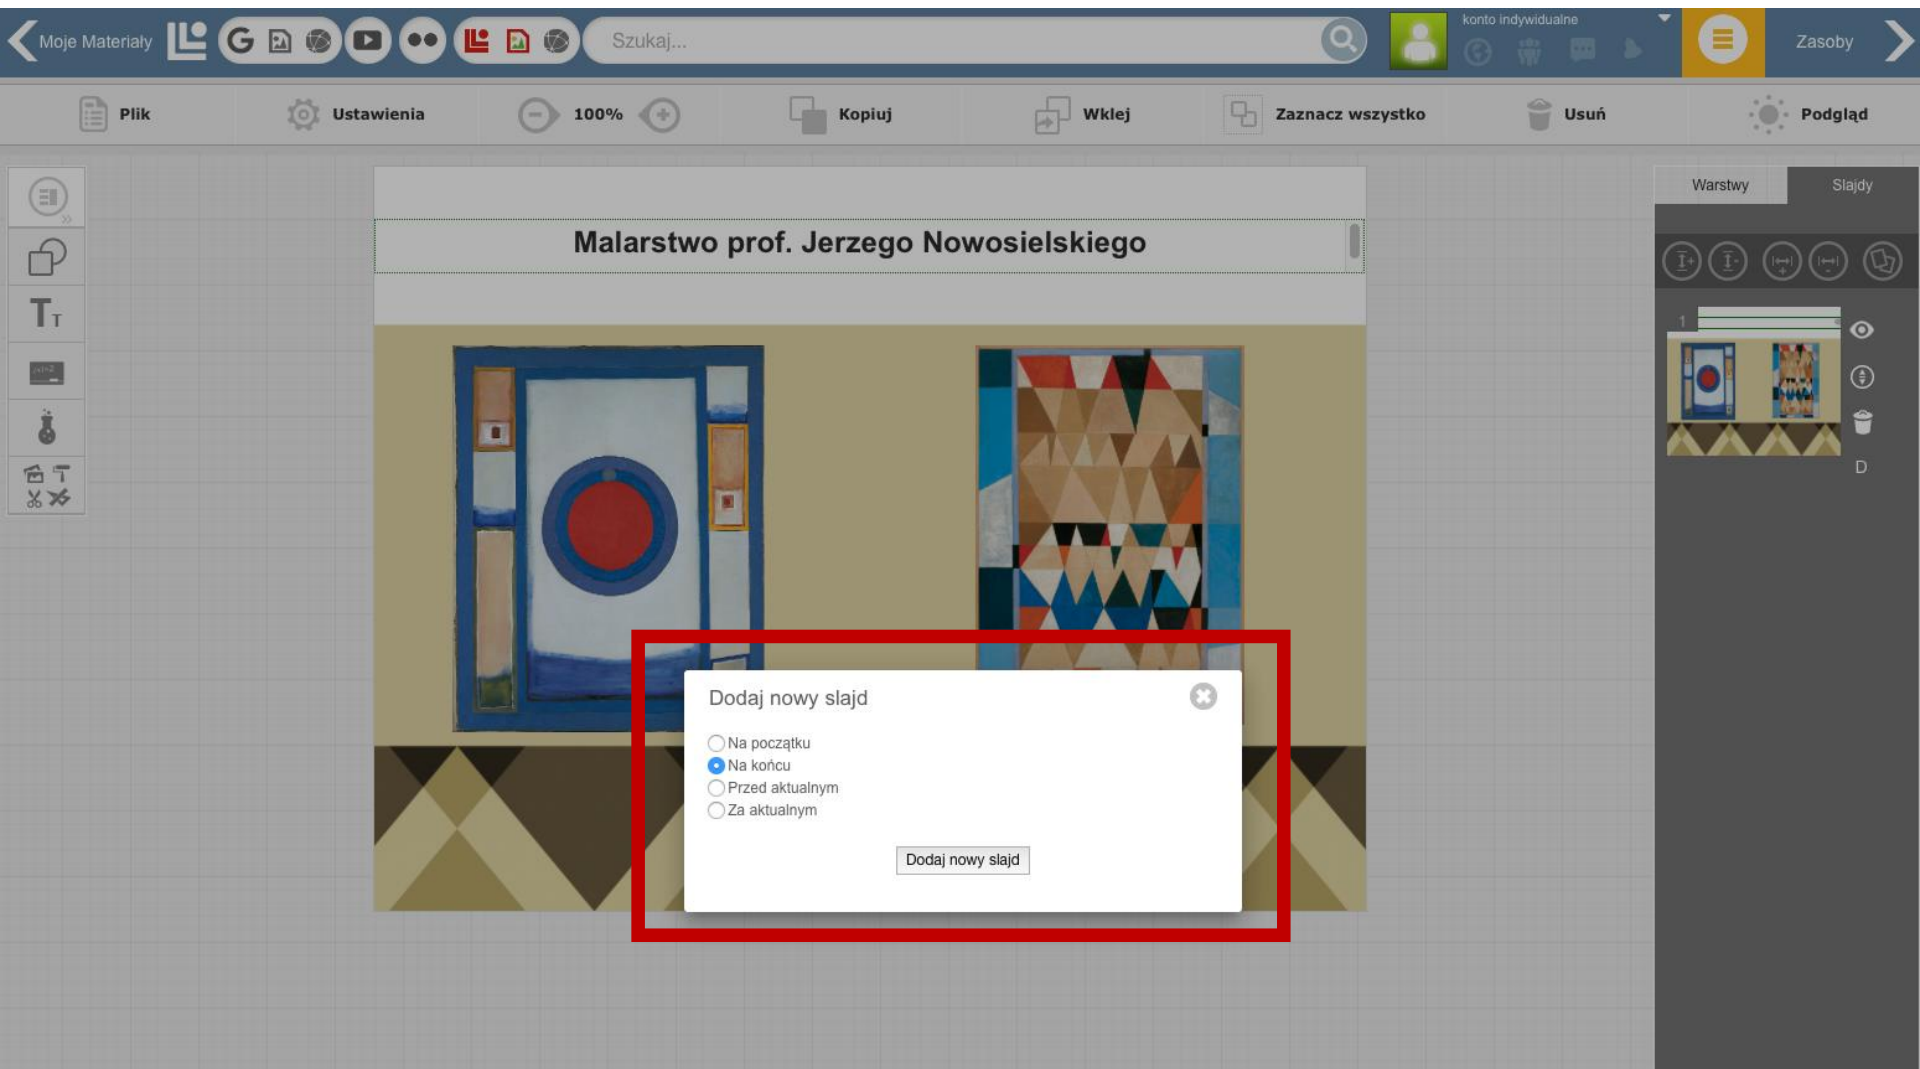 konto indywidualne
Moje Materiały
G
Szukaj...
Zasoby
Plik
Ustawienia
100%
Kopiuj
Wklej
Zaznacz wszystko
Usuń
Podgląd
Warstwy
Slajdy
Malarstwo prof. Jerzego Nowosielskiego
TT
1
D
Dodaj nowy slajd
Na początku
Na końcu
Przed aktualnym
Za aktualnym
Dodaj nowy slajd